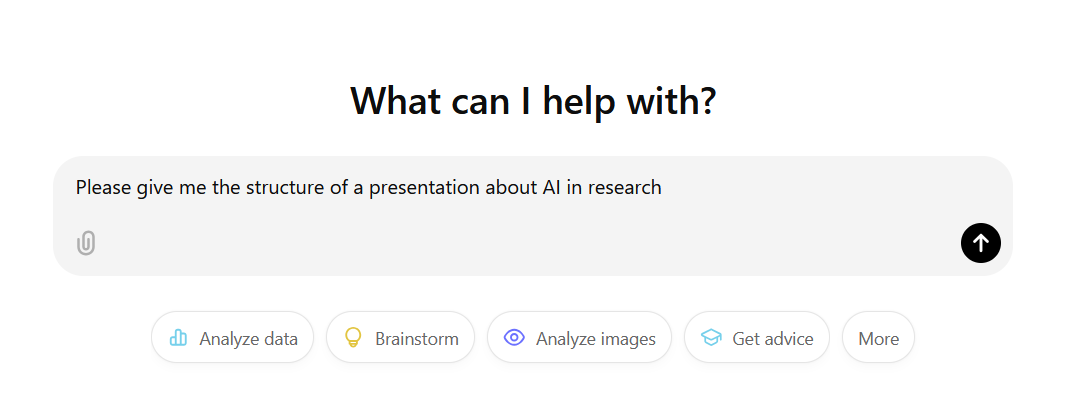 What can I help with?
Please give me the structure of a presentation about AI in research
Analyze data Brainstorm Analyze images Get advice More